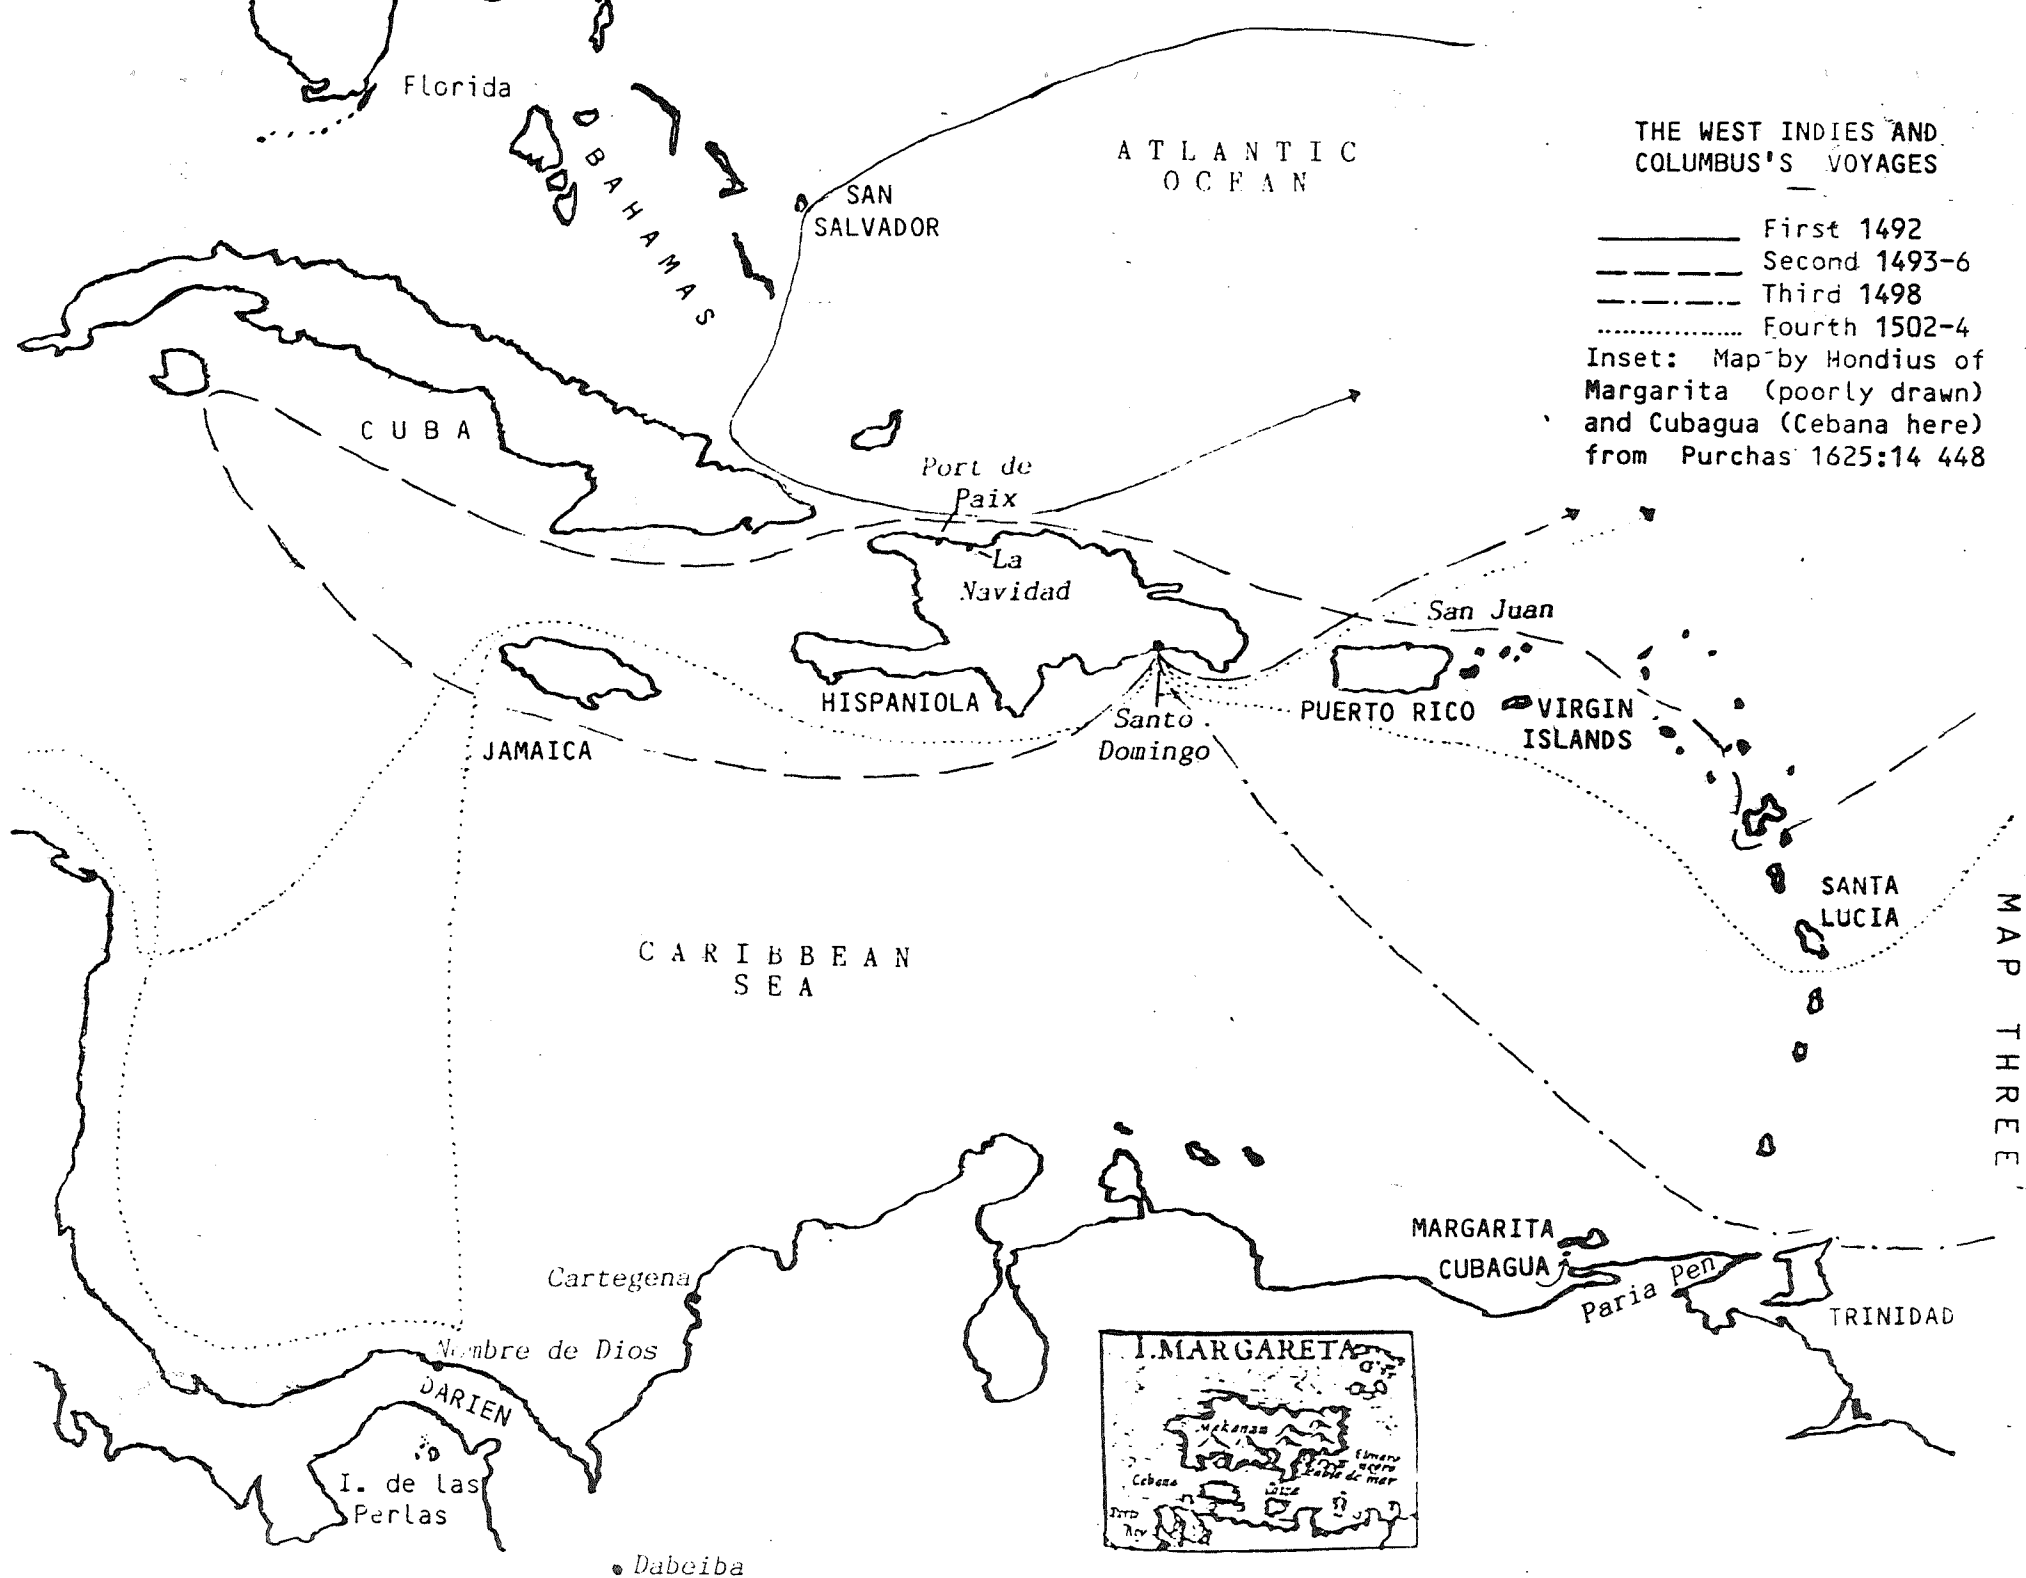 Florida
BAHAMAS
SAN
SALVADOR
ATLANTIC
OCEAN
THE WEST INDIES AND
COLUMBUS'S VOYAGES
First 1492
Second 1493-6
Third 1498
Fourth 1502-4
Inset: Map by Hondius of
Margarita (poorly drawn)
and Cubagua (Cebana here)
from Purchas 1625:14 448
CUBA
Port de
Paix
La
Navidad
San Juan
HISPANIOLA
PUERTO RICO
VIRGIN
ISLANDS
Santo
Domingo
JAMAICA
SANTA
LUCIA
MAP THREE
CARIBBEAN
SEA
MARGARITA
CUBAGUA
Paria Pen
TRINIDAD
Cartegena
Nombre de Dios
DARIEN
I. de las
Perlas
Dabeiba
I.MARGARETA
Makanao
Cebana